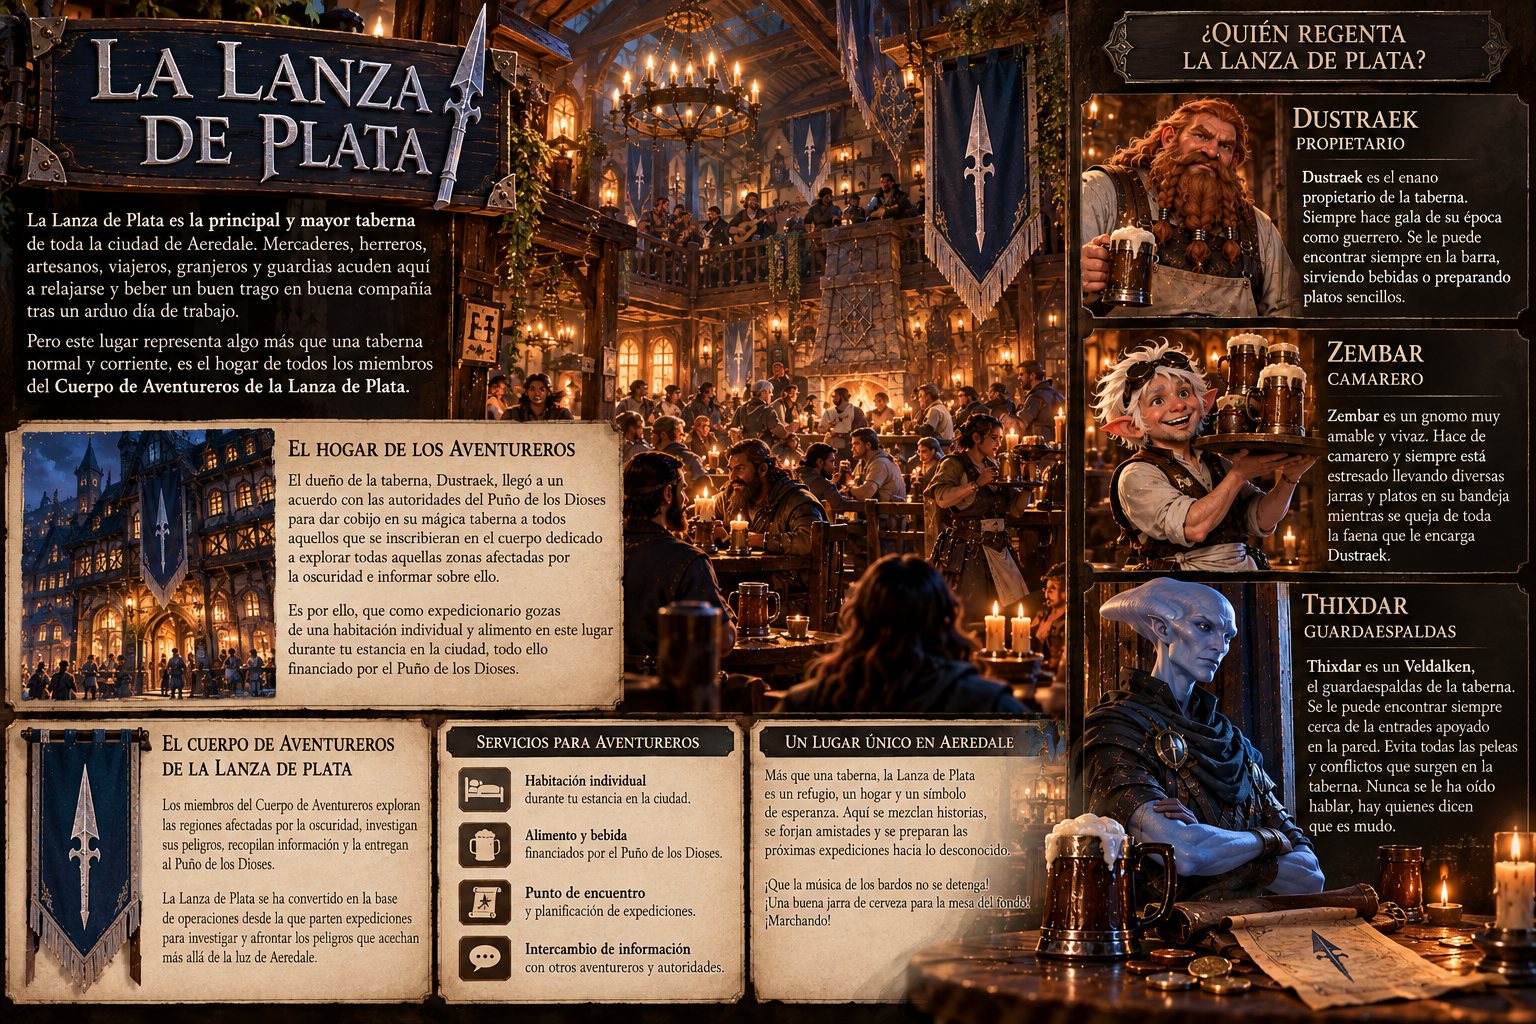 La Lanza
de Plata
La Lanza de Plata es la principal y mayor taberna
de toda la ciudad de Aeredale. Mercaderes, herreros,
artesanos, viajeros, granjeros y guardias acuden aquí
a relajarse y beber un buen trago en buena compañía
tras un arduo día de trabajo.
Pero este lugar representa algo más que una taberna
normal y corriente, es el hogar de todos los miembros
del Cuerpo de Aventureros de la Lanza de Plata.
El hogar de los Aventureros
El dueño de la taberna, Dustraek, llegó a un
acuerdo con las autoridades del Puño de los Dioses
para dar cobijo en su mágica taberna a todos
aquellos que se inscribieran en el cuerpo dedicado
a explorar todas aquellas zonas afectadas por
la oscuridad e informar sobre ello.
Es por ello, que como expedicionario gozas
de una habitación individual y alimento en este lugar
durante tu estancia en la ciudad, todo ello
financiado por el Puño de los Dioses.
El cuerpo de Aventureros
de la Lanza de plata
Los miembros del Cuerpo de Aventureros exploran
las regiones afectadas por la oscuridad, investigan
sus peligros, recopilan información y la entregan
al Puño de los Dioses.
La Lanza de Plata se ha convertido en la base
de operaciones desde la que parten expediciones
para investigar y afrontar los peligros que acechan
más allá de la luz de Aeredale.
Servicios para Aventureros
Habitación individual
durante tu estancia en la ciudad.
Alimento y bebida
financiados por el Puño de los Dioses.
Punto de encuentro
y planificación de expediciones.
Intercambio de información
con otros aventureros y autoridades.
Un Lugar único en Aeredale
Más que una taberna, la Lanza de Plata
es un refugio, un hogar y un símbolo
de esperanza. Aquí se mezclan historias,
se forjan amistades y se preparan las
próximas expediciones hacia lo desconocido.
¡Que la música de los bardos no se detenga!
¡Una buena jarra de cerveza para la mesa del fondo!
¡Marchando!
¿Quién regenta
la Lanza de Plata?
Dustraek
propietario
Dustraek es el enano
propietario de la taberna.
Siempre hace gala de su época
como guerrero. Se le puede
encontrar siempre en la barra,
sirviendo bebidas o preparando
platos sencillos.
Zembar
camarero
Zembar es un gnomo muy
amable y vivaz. Hace de
camarero y siempre está
estresado llevando diversas
jarras y platos en su bandeja
mientras se queja de toda
la faena que le encarga
Dustraek.
Thixdar
guardaespaldas
Thixdar es un Veldalken,
el guardaespaldas de la taberna.
Se le puede encontrar siempre
cerca de la entrades apoyado
en la pared. Evita todas las peleas
y conflictos que surgen en la
taberna. Nunca se le ha oído
hablar, hay quienes dicen
que es mudo.